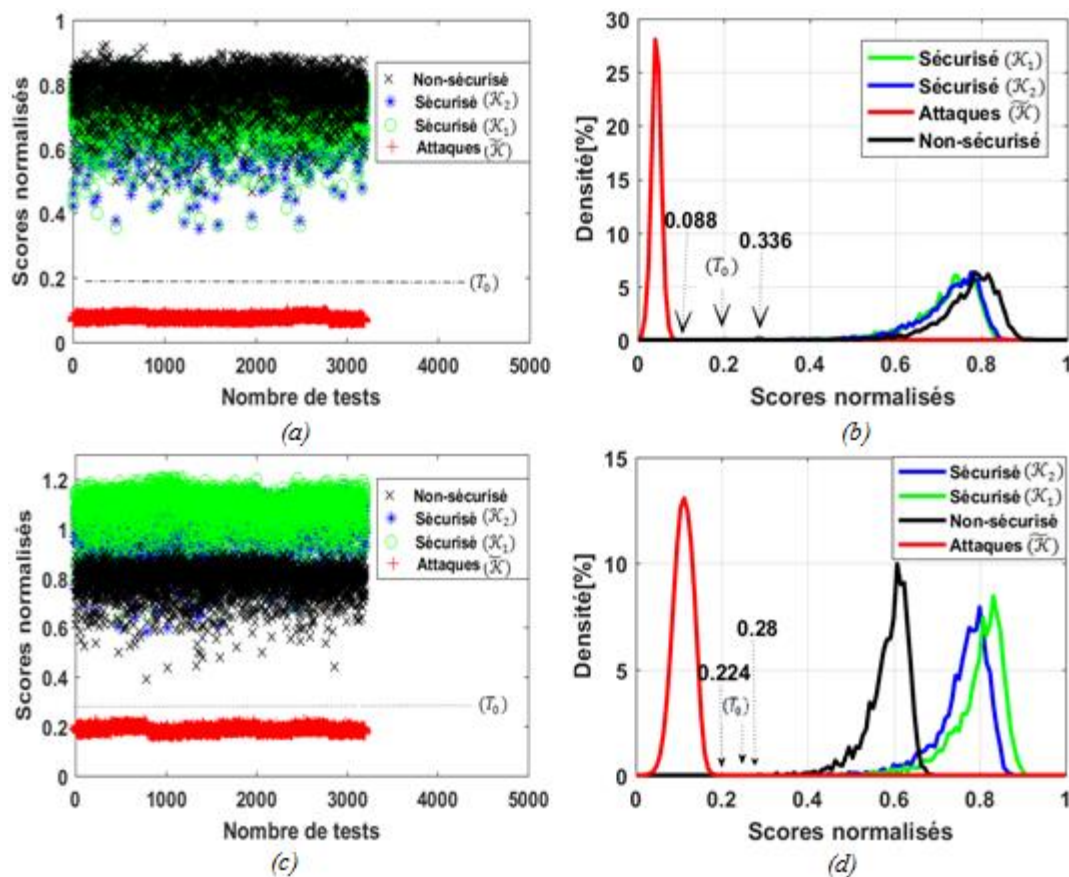 Scores normalisés
1
0.8
0.6
0.4
0.2
0
0
1000
2000
3000
4000
5000
Nombre de tests
Non-sécurisé
Sécurisé (𝒦₂)
Sécurisé (𝒦₁)
Attaques (𝒦̃)
(T₀)
(a)
Densité[%]
30
25
20
15
10
5
0
0
0.2
0.4
0.6
0.8
1
Scores normalisés
Sécurisé (𝒦₁)
Sécurisé (𝒦₂)
Attaques (𝒦̃)
Non-sécurisé
0.088
(T₀)
0.336
(b)
Scores normalisés
1.2
1
0.8
0.6
0.4
0.2
0
0
1000
2000
3000
4000
5000
Nombre de tests
Non-sécurisé
Sécurisé (𝒦₂)
Sécurisé (𝒦₁)
Attaques (𝒦̃)
(T₀)
(c)
Densité[%]
15
10
5
0
0
0.2
0.4
0.6
0.8
1
Scores normalisés
Sécurisé (𝒦₂)
Sécurisé (𝒦₁)
Non-sécurisé
Attaques (𝒦̃)
0.28
0.224
(T₀)
(d)